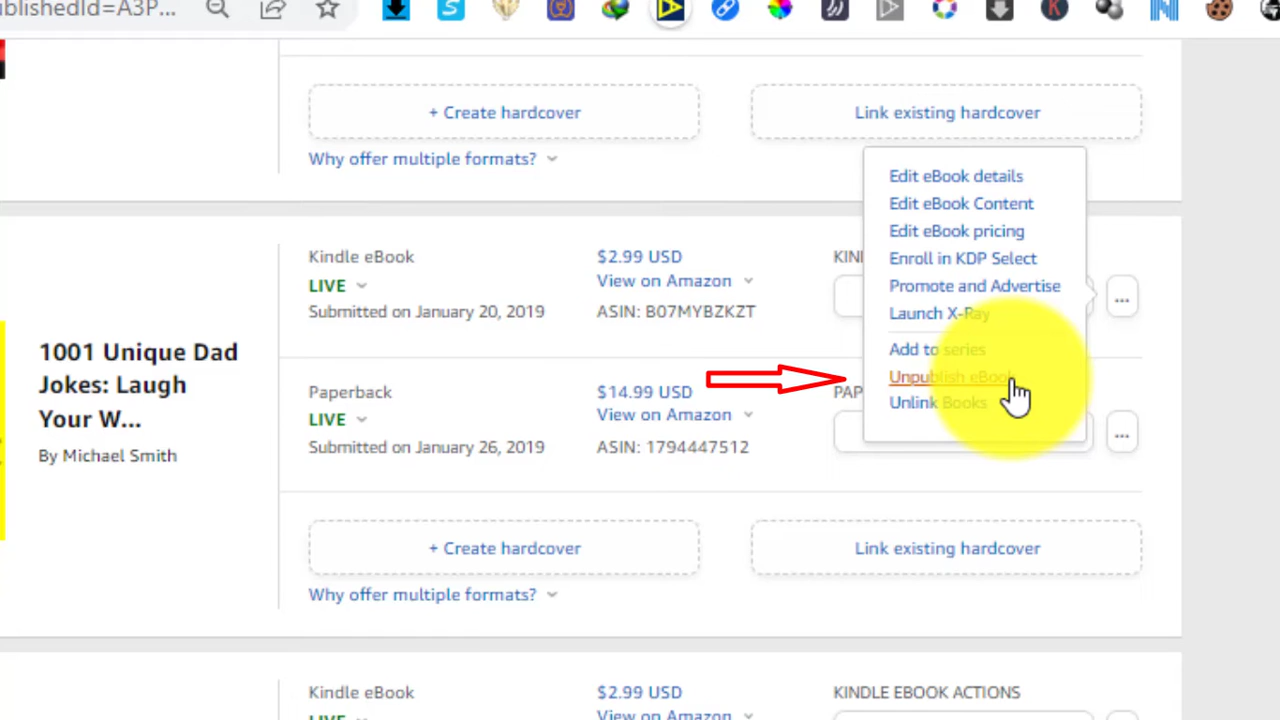 publishedId=A3P...
+ Create hardcover
Link existing hardcover
Why offer multiple formats?
Edit eBook details
Edit eBook Content
Edit eBook pricing
Enroll in KDP Select
Promote and Advertise
Launch X-Ray
Add to series
Unpublish eBook
Unlink Books
1001 Unique Dad
Jokes: Laugh
Your W...
By Michael Smith
Kindle eBook
$2.99 USD
KIN
LIVE
View on Amazon
...
Submitted on January 20, 2019
ASIN: B07MYBZKZT
Paperback
$14.99 USD
PAP
LIVE
View on Amazon
...
Submitted on January 26, 2019
ASIN: 1794447512
+ Create hardcover
Link existing hardcover
Why offer multiple formats?
Kindle eBook
$2.99 USD
KINDLE EBOOK ACTIONS
LIVE
View on Amazon